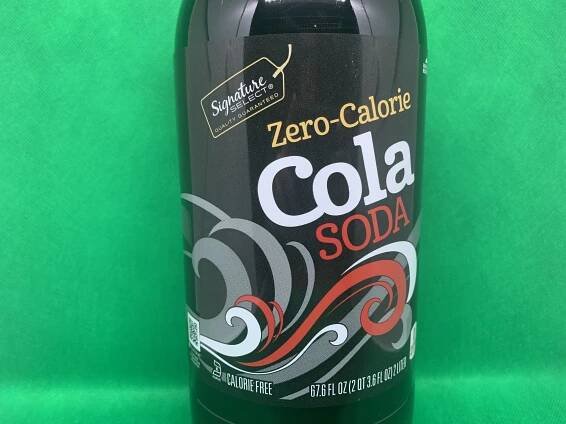 Signature
SELECT®
QUALITY GUARANTEED
Zero-Calorie
Cola
SODA
CALORIE FREE
67.6 FL OZ (2 QT 3.6 FL OZ) 2 LITER